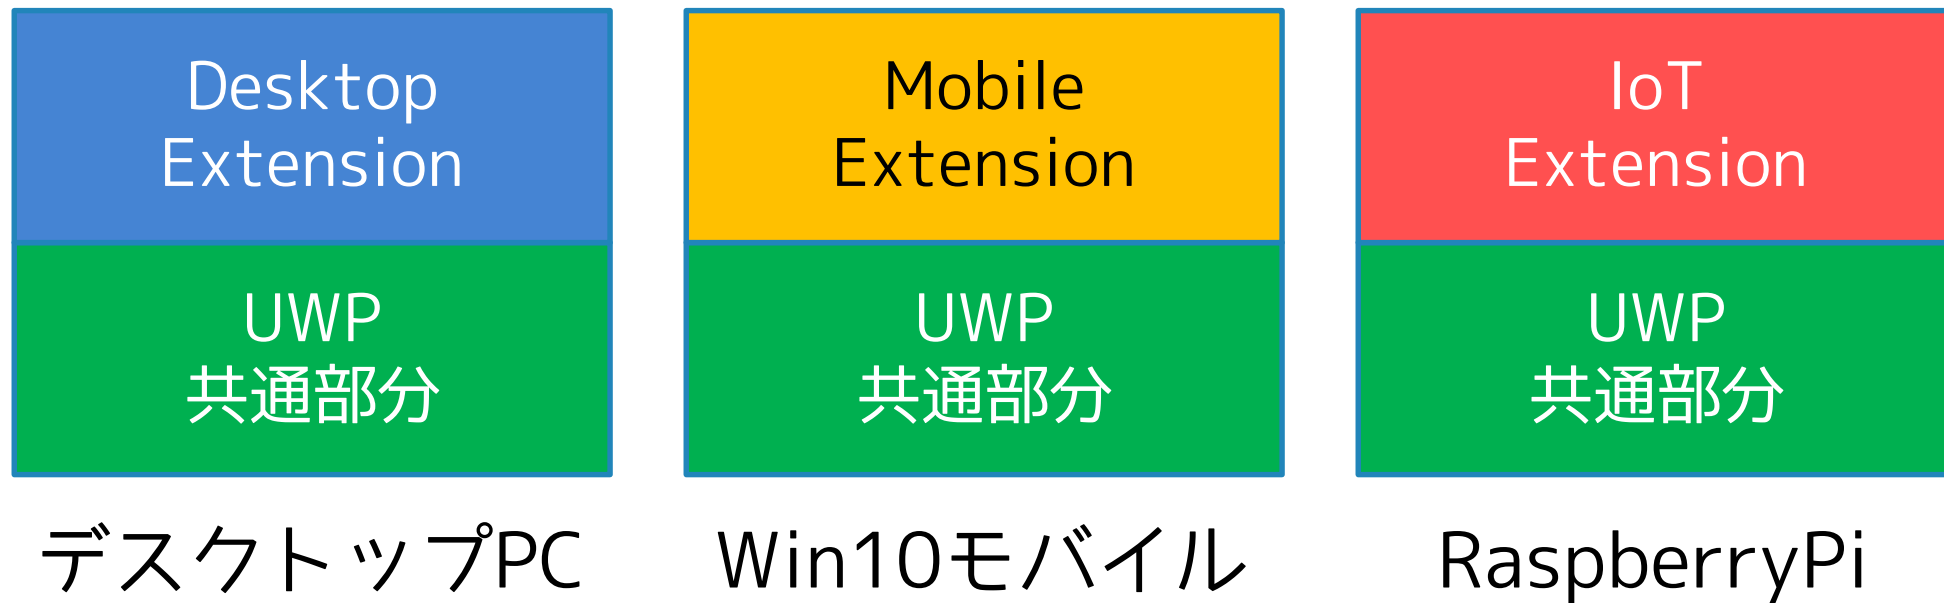 Desktop
Extension
UWP
共通部分
デスクトップPC
Mobile
Extension
UWP
共通部分
Win10モバイル
IoT
Extension
UWP
共通部分
RaspberryPi